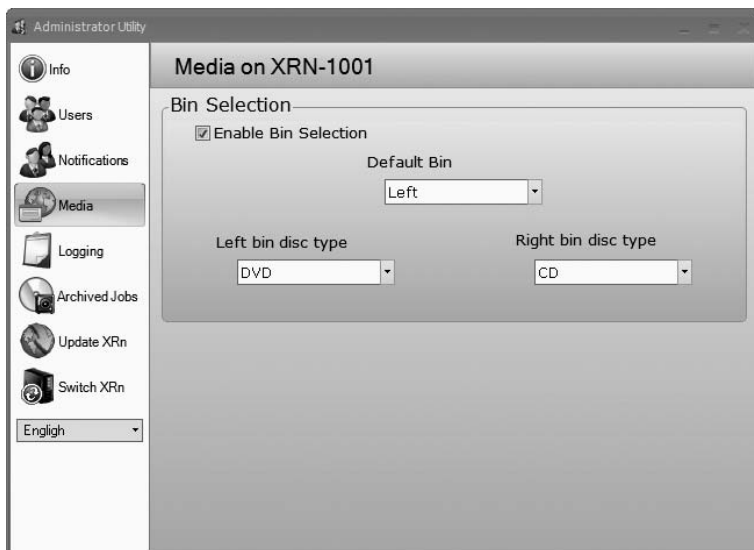 Administrator Utility
Info
Users
Notifications
Media
Logging
Archived Jobs
Update XRn
Switch XRn
Engligh
Media on XRN-1001
Bin Selection
Enable Bin Selection
Default Bin
Left
Left bin disc type
DVD
Right bin disc type
CD